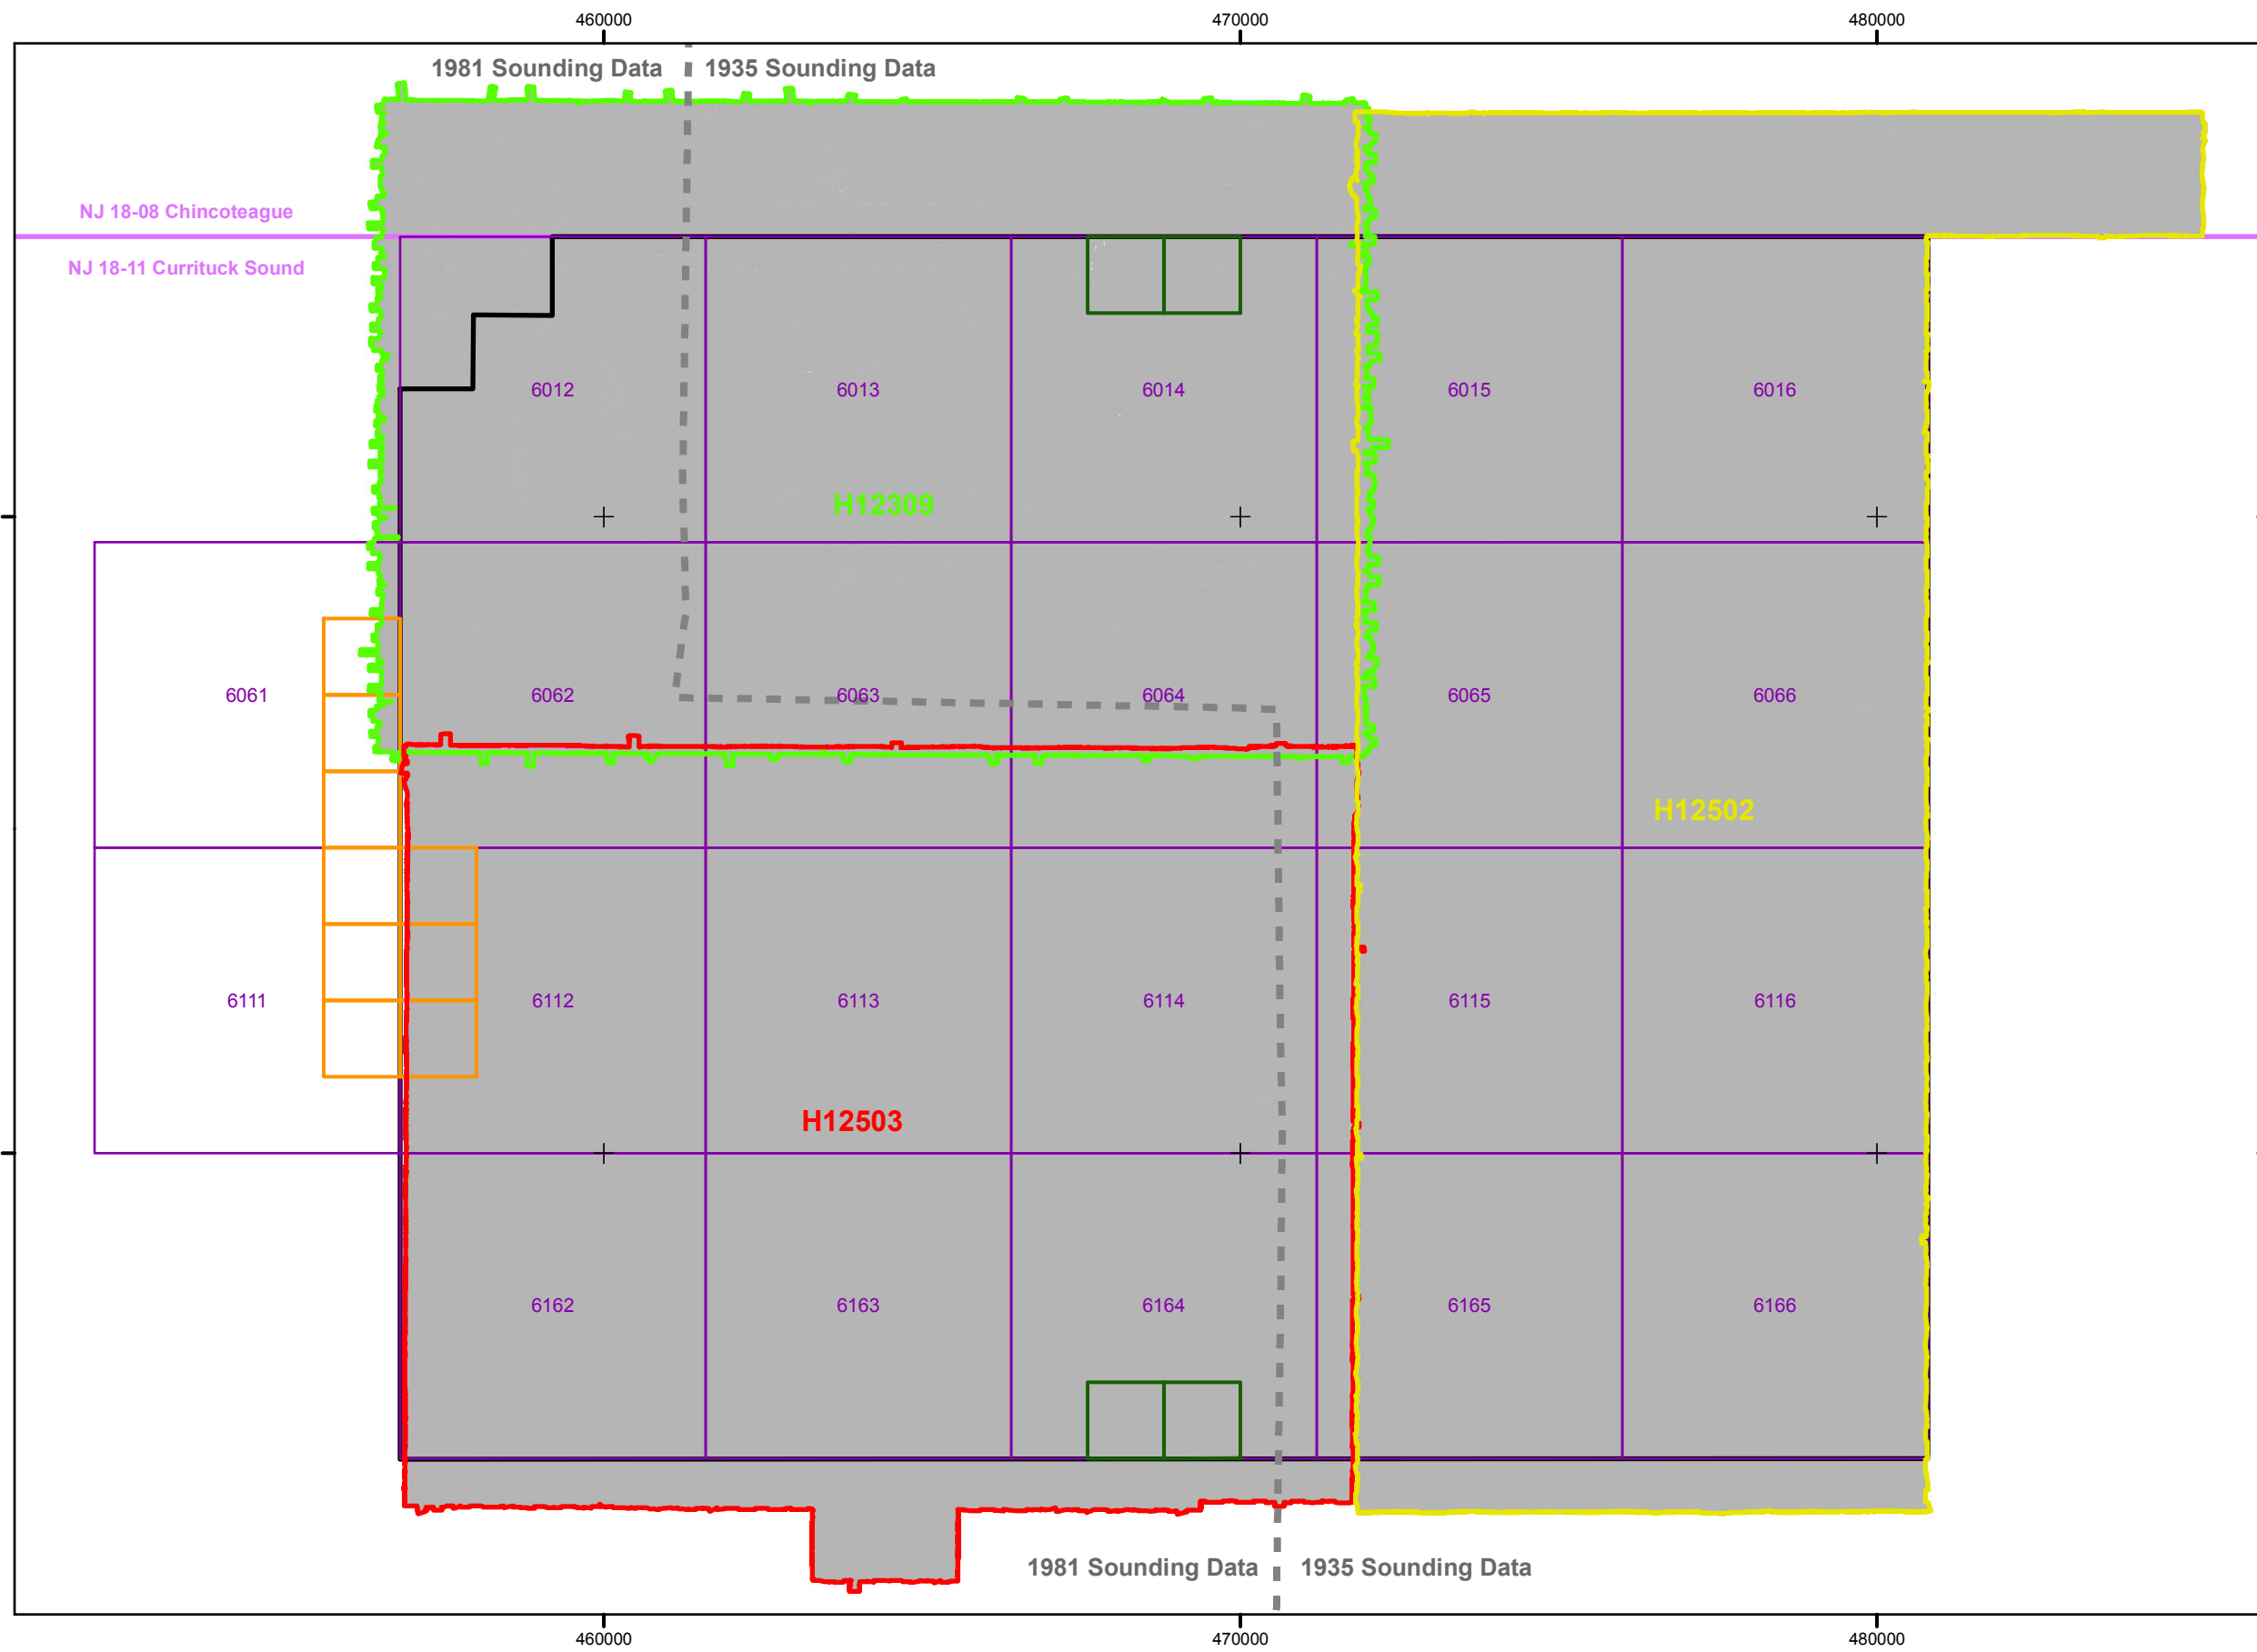 460000 470000 480000
1981 Sounding Data 1935 Sounding Data
NJ 18-08 Chincoteague
NJ 18-11 Currituck Sound
6012 6013 6014 6015 6016
H12309
6061 6062 6063 6064 6065 6066
H12502
6111 6112 6113 6114 6115 6116
H12503
6162 6163 6164 6165 6166
1981 Sounding Data 1935 Sounding Data
460000 470000 480000